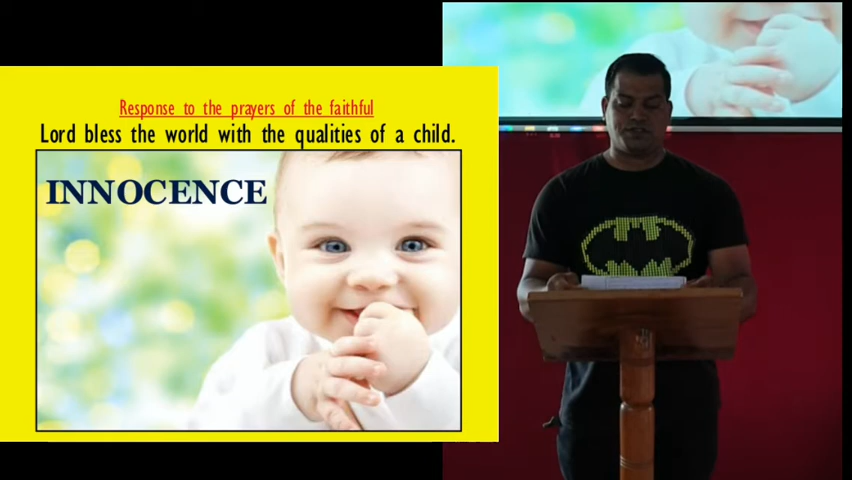 Response to the prayers of the faithful
Lord bless the world with the qualities of a child.
INNOCENCE